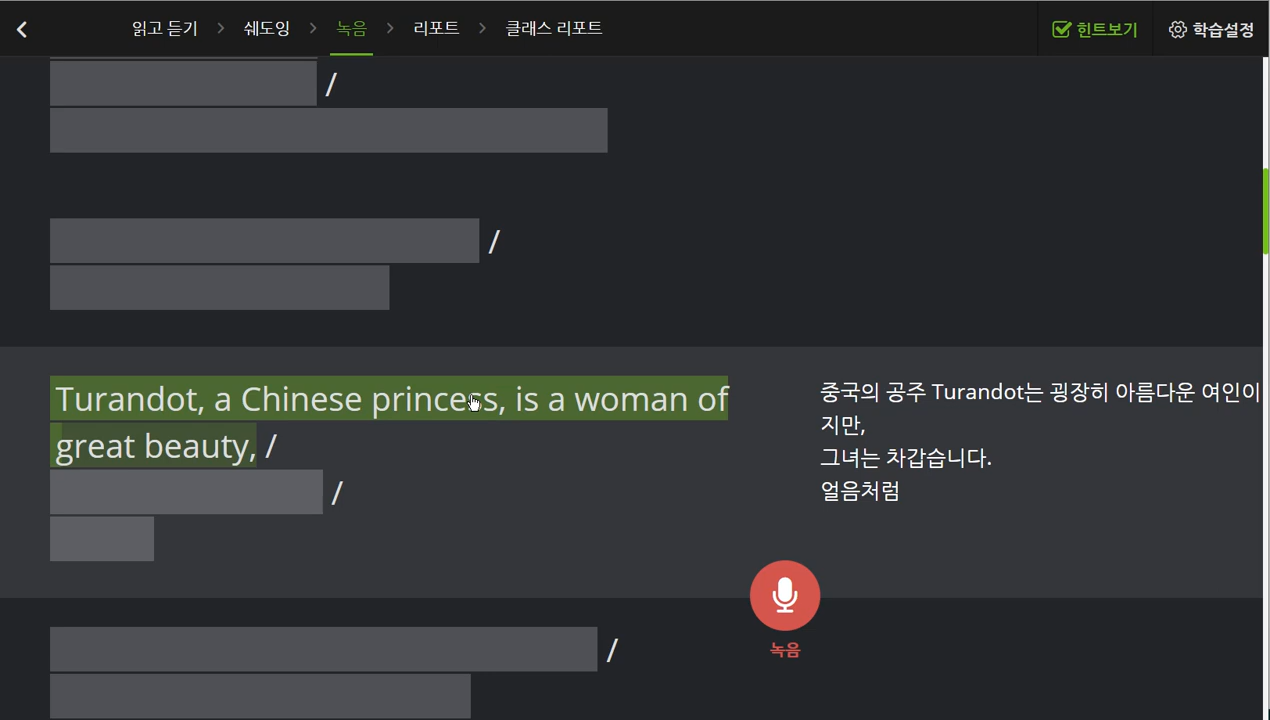 읽고 듣기 > 쉐도잉 > 녹음 > 리포트 > 클래스 리포트 힌트보기 학습설정
/
/
Turandot, a Chinese princess, is a woman of
great beauty, /
/
중국의 공주 Turandot는 굉장히 아름다운 여인이
지만,
그녀는 차갑습니다.
얼음처럼
/
녹음